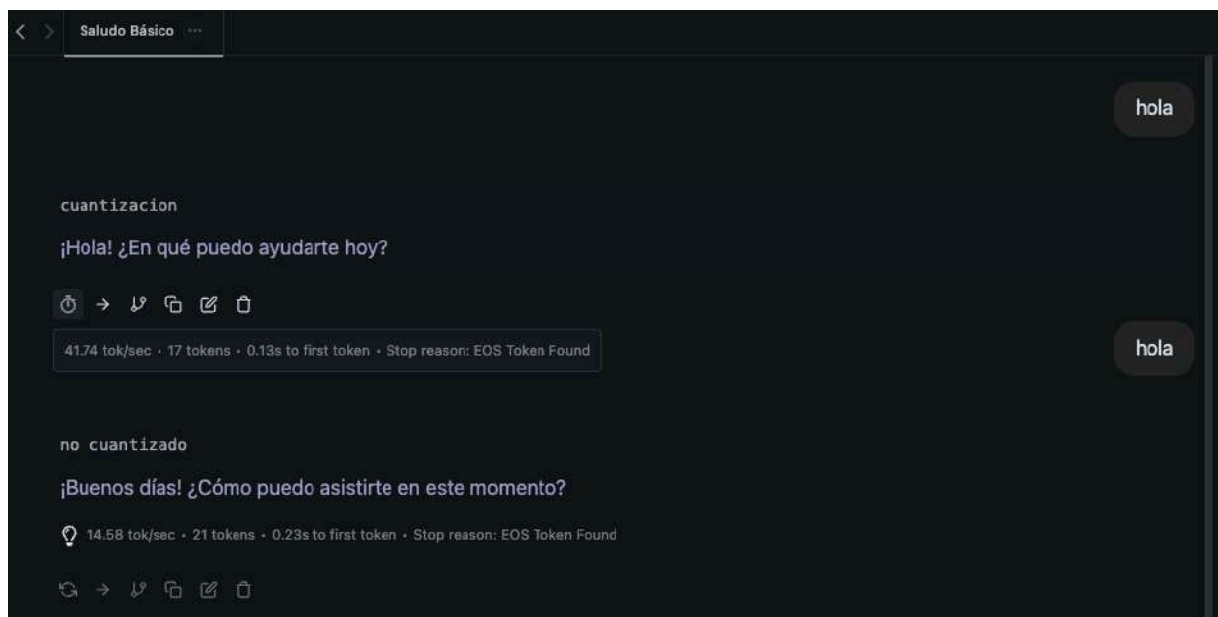 Saludo Básico ...
hola
cuantizacion
¡Hola! ¿En qué puedo ayudarte hoy?
41.74 tok/sec · 17 tokens · 0.13s to first token · Stop reason: EOS Token Found
hola
no cuantizado
¡Buenos días! ¿Cómo puedo asistirte en este momento?
14.58 tok/sec · 21 tokens · 0.23s to first token · Stop reason: EOS Token Found